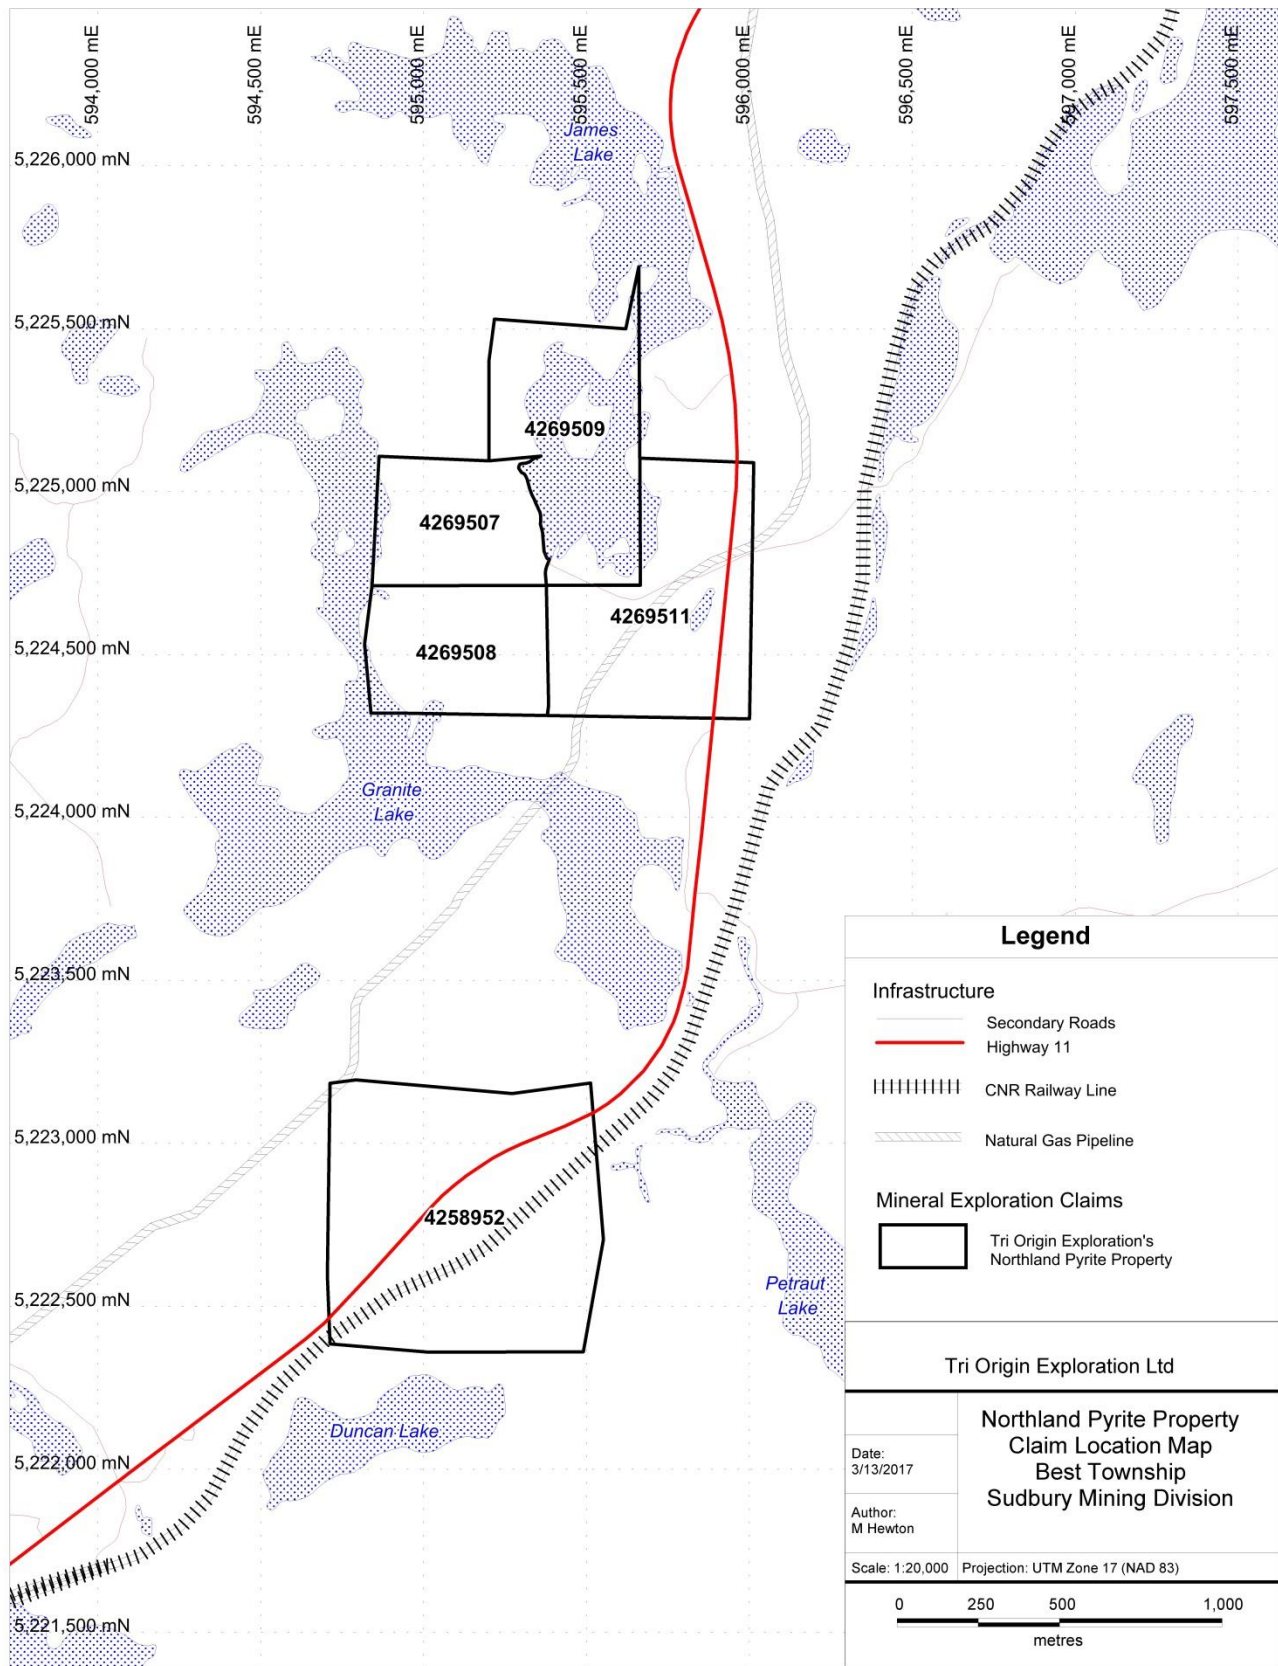 594,000 mE
594,500 mE
595,000 mE
595,500 mE
596,000 mE
596,500 mE
597,000 mE
597,500 mE
5,226,000 mN
James
Lake
5,225,500 mN
4269509
5,225,000 mN
4269507
4269511
5,224,500 mN
4269508
Granite
Lake
5,224,000 mN
5,223,500 mN
5,223,000 mN
4258952
5,222,500 mN
Petraut
Lake
Duncan Lake
5,222,000 mN
5,221,500 mN
Legend
Infrastructure
Secondary Roads
Highway 11
CNR Railway Line
Natural Gas Pipeline
Mineral Exploration Claims
Tri Origin Exploration's
Northland Pyrite Property
Tri Origin Exploration Ltd
Northland Pyrite Property
Claim Location Map
Best Township
Sudbury Mining Division
Date:
3/13/2017
Author:
M Hewton
Scale: 1:20,000
Projection: UTM Zone 17 (NAD 83)
0 250 500 1,000
metres